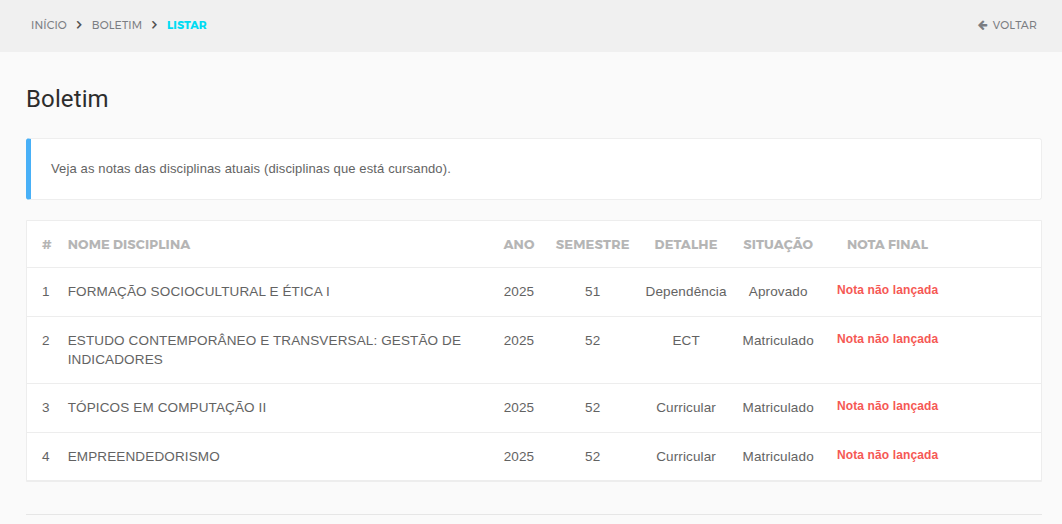 INÍCIO > BOLETIM > LISTAR VOLTAR
Boletim
Veja as notas das disciplinas atuais (disciplinas que está cursando).
# NOME DISCIPLINA ANO SEMESTRE DETALHE SITUAÇÃO NOTA FINAL
1 FORMAÇÃO SOCIOCULTURAL E ÉTICA I 2025 51 Dependência Aprovado Nota não lançada
2 ESTUDO CONTEMPORÂNEO E TRANSVERSAL: GESTÃO DE 2025 52 ECT Matriculado Nota não lançada
INDICADORES
3 TÓPICOS EM COMPUTAÇÃO II 2025 52 Curricular Matriculado Nota não lançada
4 EMPREENDEDORISMO 2025 52 Curricular Matriculado Nota não lançada